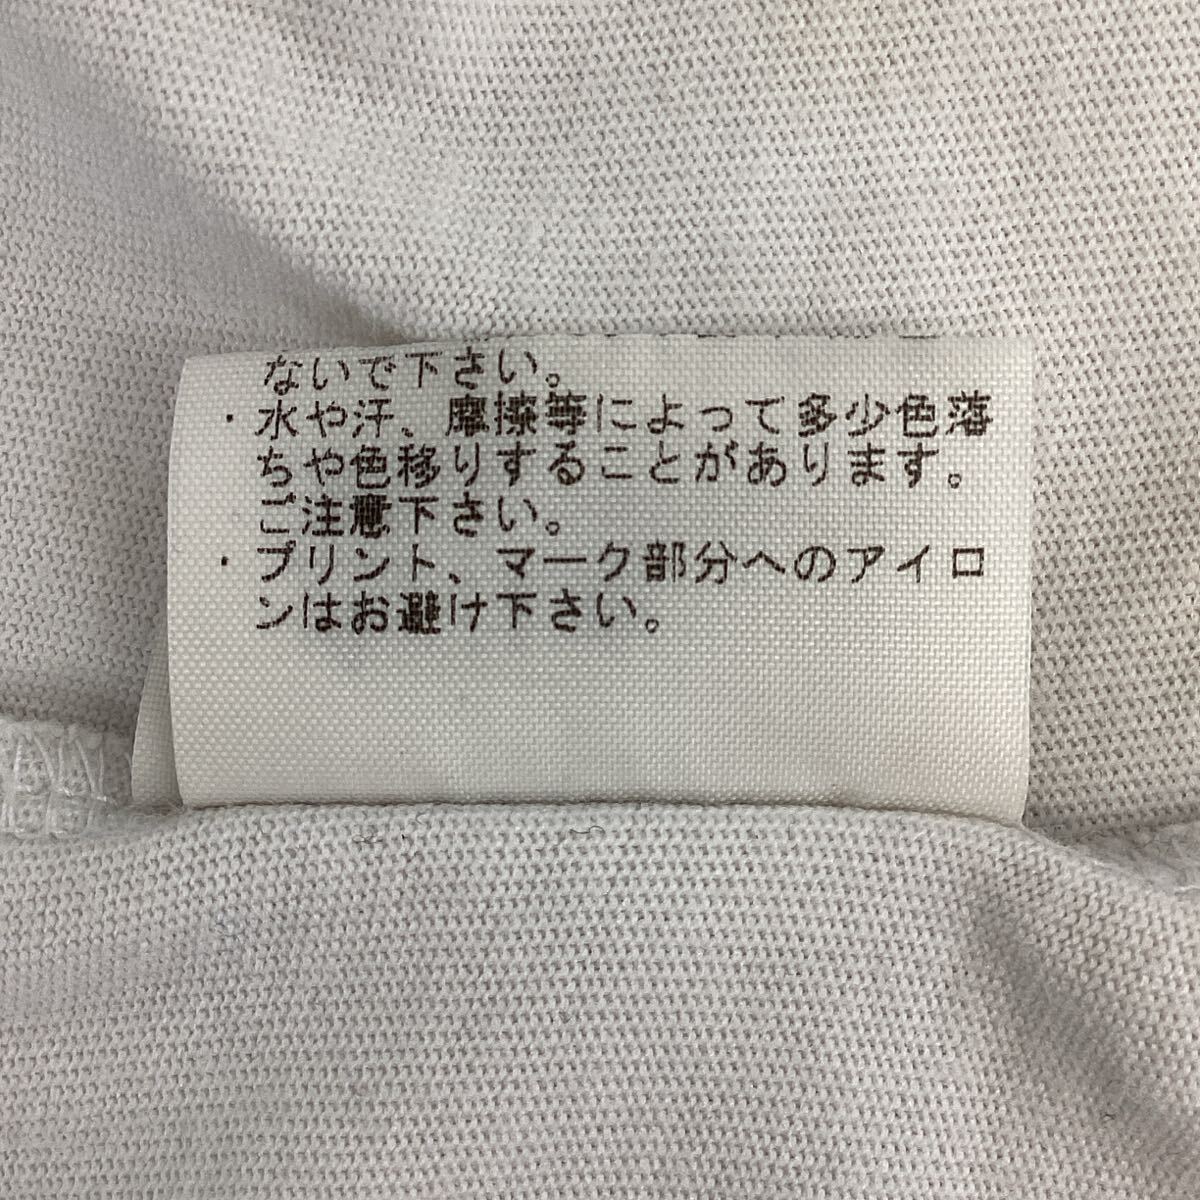 ないで下さい。
・水や汗、摩擦等によって多少色落
ちや色移りすることがあります。
ご注意下さい。
・プリント、マーク部分へのアイロ
ンはお避け下さい。